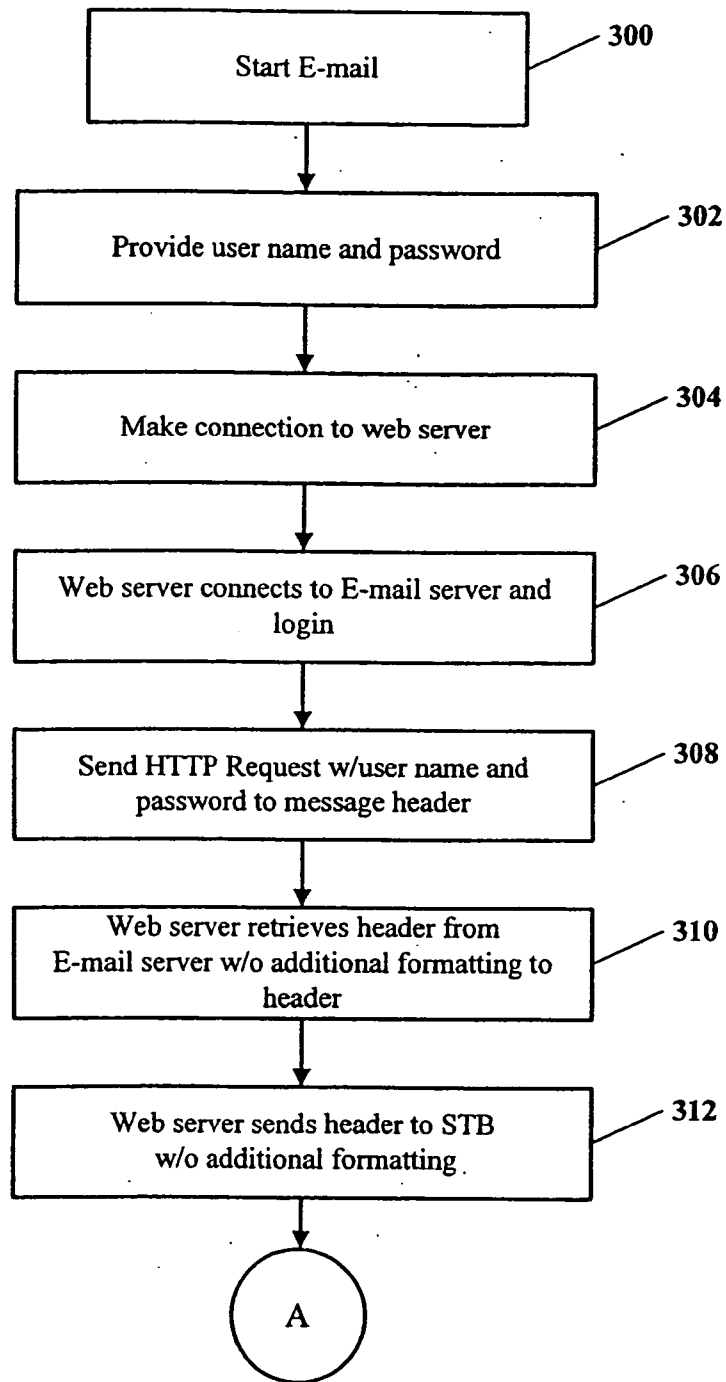 Start E-mail
300
Provide user name and password
302
Make connection to web server
304
Web server connects to E-mail server and
login
306
Send HTTP Request w/user name and
password to message header
308
Web server retrieves header from
E-mail server w/o additional formatting to
header
310
Web server sends header to STB
w/o additional formatting
312
A